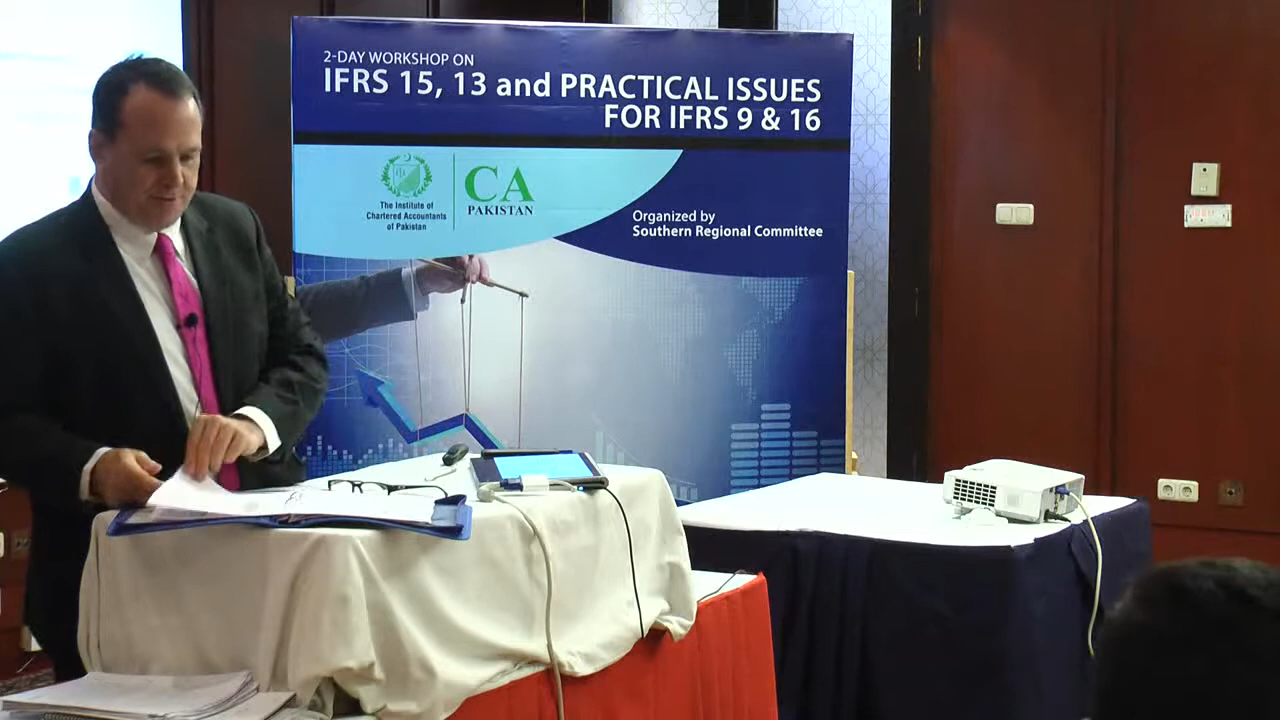 2-DAY WORKSHOP ON
IFRS 15, 13 and PRACTICAL ISSUES
FOR IFRS 9 & 16
The Institute of
Chartered Accountants
of Pakistan
CA
PAKISTAN
Organized by
Southern Regional Committee